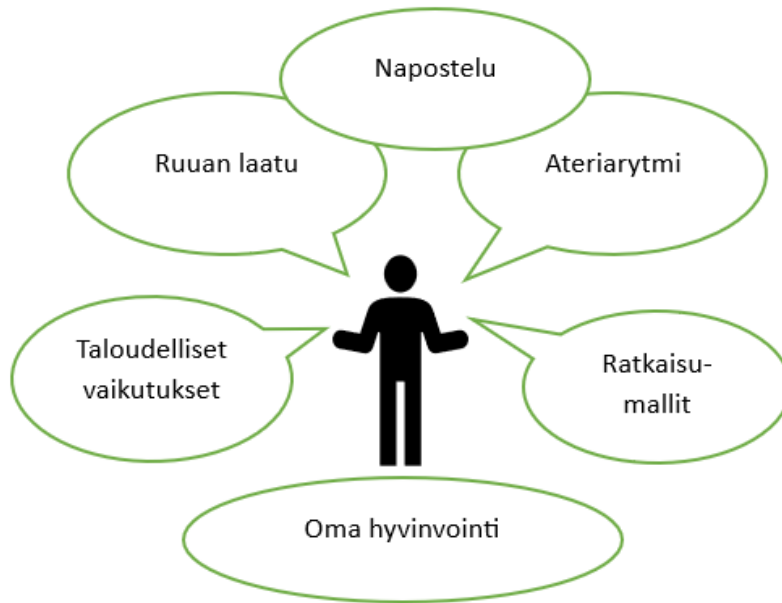 Napostelu
Ruuan laatu
Ateriarytmi
Taloudelliset
vaikutukset
Ratkaisu-
mallit
Oma hyvinvointi